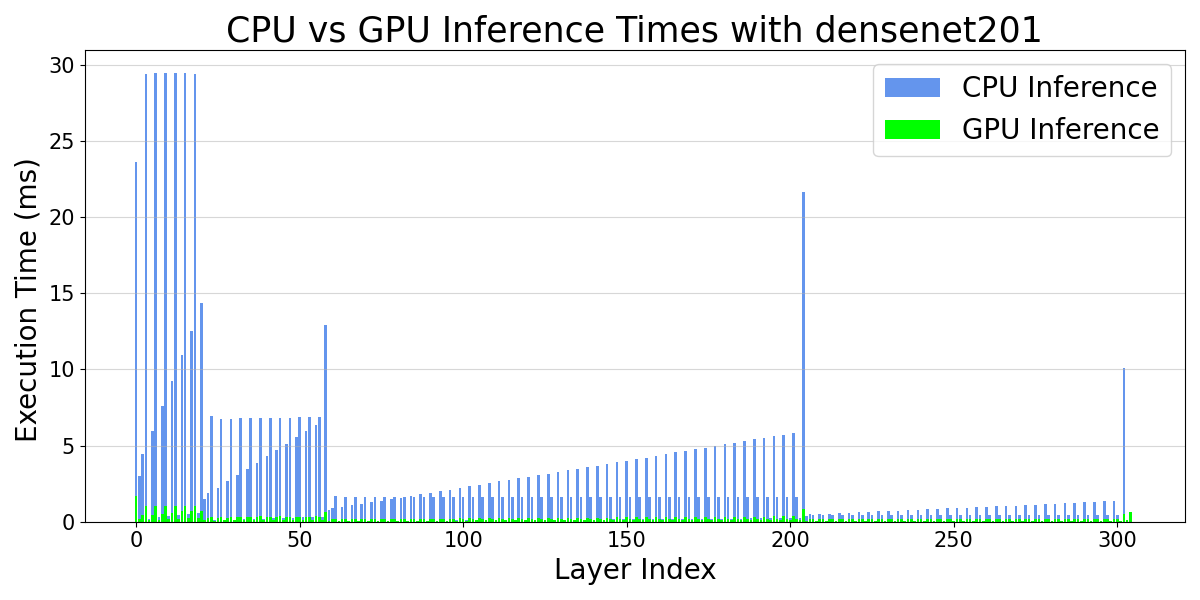 CPU vs GPU Inference Times with densenet201
Execution Time (ms)
30
25
20
15
10
5
0
CPU Inference
GPU Inference
0 50 100 150 200 250 300
Layer Index